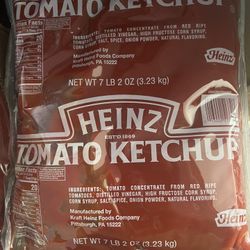 TOMATO KETCHUP
INGREDIENTS: TOMATO CONCENTRATE FROM RED RIPE
TOMATOES, DISTILLED VINEGAR, HIGH FRUCTOSE CORN SYRUP,
CORN SYRUP, SALT, SPICE, ONION POWDER, NATURAL FLAVORING.
Manufactured by
Kraft Heinz Foods Company
Pittsburgh, PA 15222
Heinz
NET WT 7 LB 2 OZ (3.23 kg)
HEINZ
ESTD 1869
TOMATO KETCHUP
INGREDIENTS: TOMATO CONCENTRATE FROM RED RIPE
TOMATOES, DISTILLED VINEGAR, HIGH FRUCTOSE CORN
SYRUP, CORN SYRUP, SALT, SPICE, ONION POWDER, NATURAL FLAVORING.
20
Manufactured by
Kraft Heinz Foods Company
Pittsburgh, PA 15222
Heinz
NET WT 7 LB 2 OZ (3.23 kg)